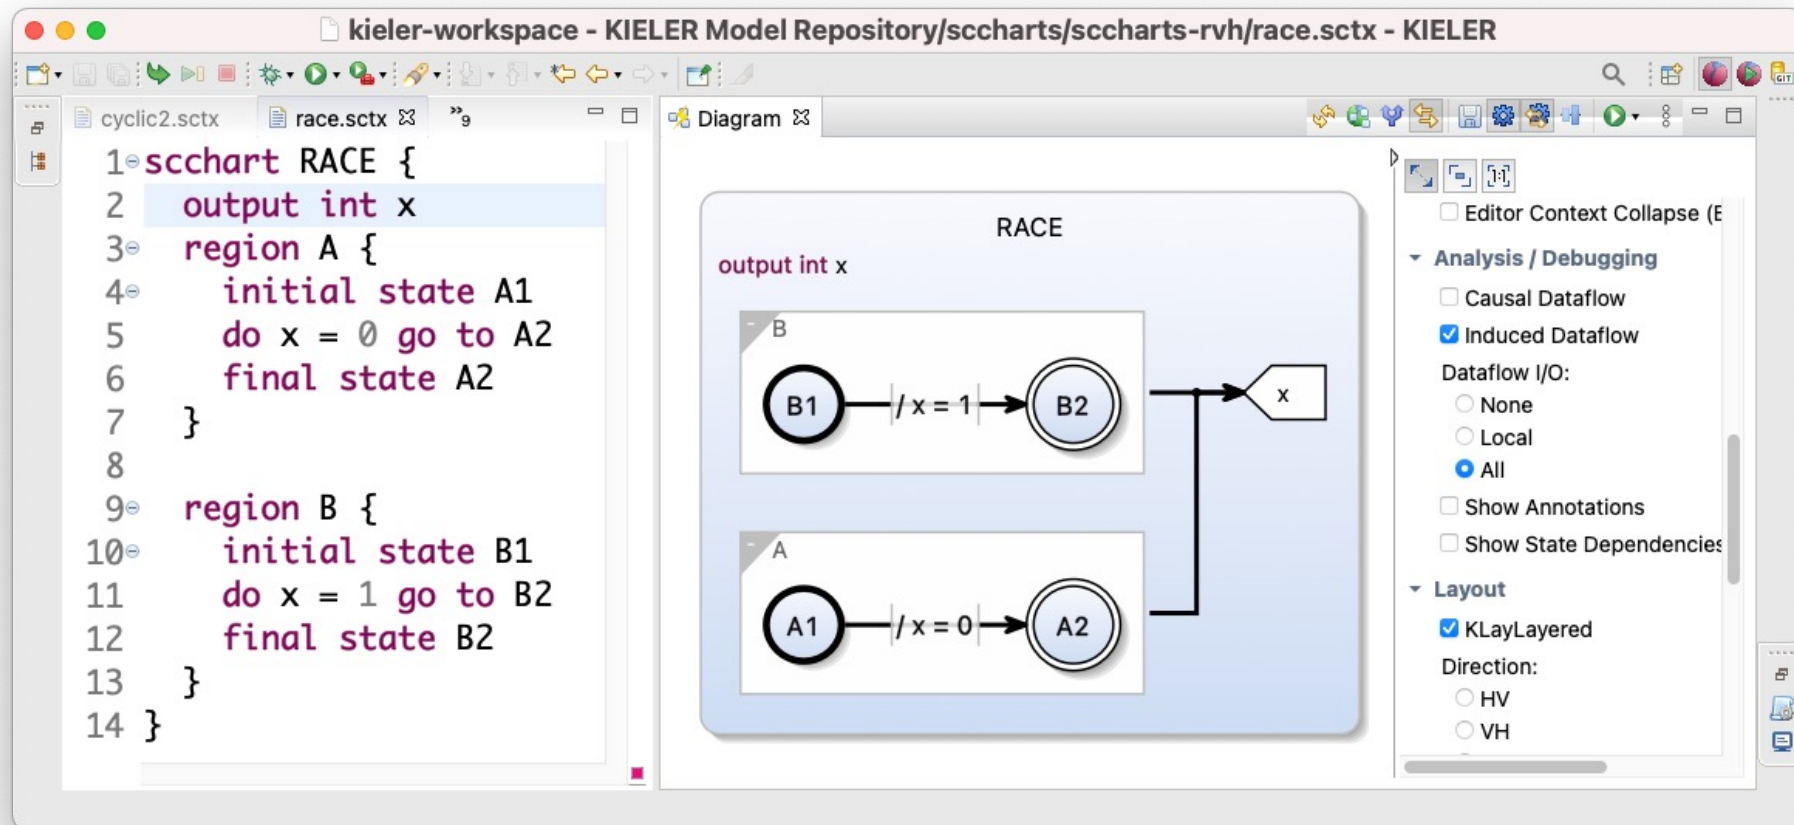 kieler-workspace - KIELER Model Repository/sccharts/sccharts-rvh/race.sctx - KIELER
GIT
cyclic2.sctx
race.sctx
»9
1 scchart RACE {
2 output int x
3 region A {
4 initial state A1
5 do x = 0 go to A2
6 final state A2
7 }
8
9 region B {
10 initial state B1
11 do x = 1 go to B2
12 final state B2
13 }
14 }
Diagram
RACE
output int x
- B
B1
/ x = 1
B2
x
- A
A1
/ x = 0
A2
1:1
Editor Context Collapse (E
Analysis / Debugging
Causal Dataflow
Induced Dataflow
Dataflow I/O:
None
Local
All
Show Annotations
Show State Dependencies
Layout
KLayLayered
Direction:
HV
VH